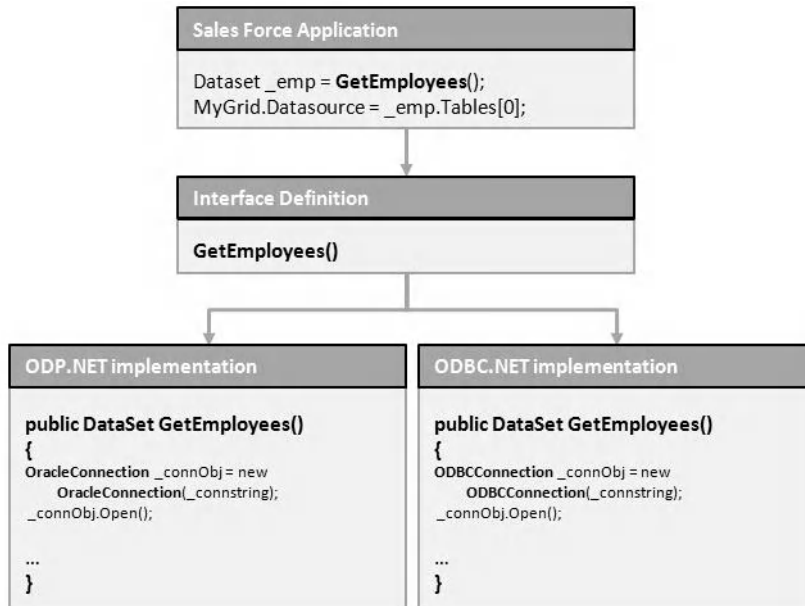 Sales Force Application
Dataset _emp = GetEmployees();
MyGrid.Datasource = _emp.Tables[0];
Interface Definition
GetEmployees()
ODP.NET implementation
public DataSet GetEmployees()
{
OracleConnection _connObj = new
OracleConnection(_connstring);
_connObj.Open();
...
}
ODBC.NET implementation
public DataSet GetEmployees()
{
ODBCConnection _connObj = new
ODBCConnection(_connstring);
_connObj.Open();
...
}